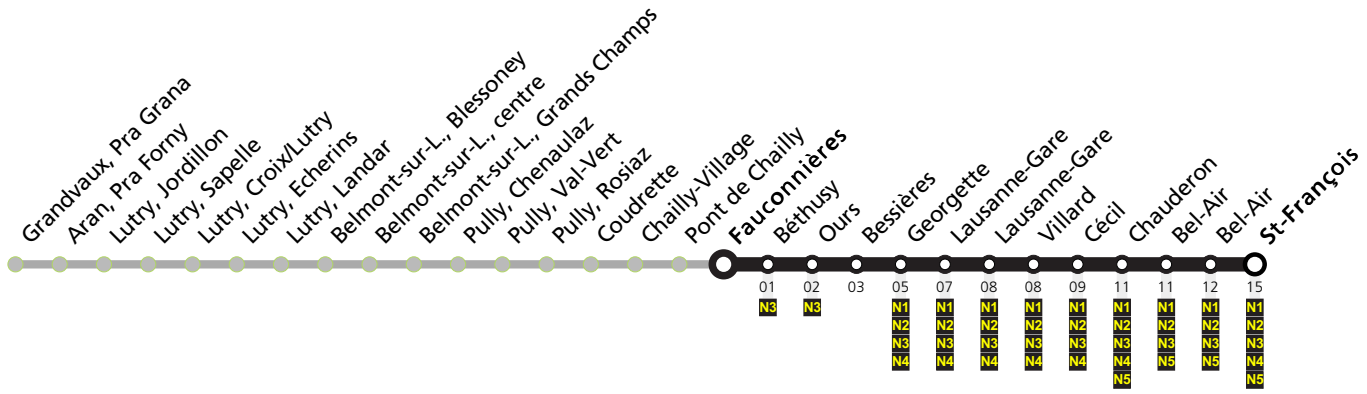 Grandvaux, Pra Grana
Aran, Pra Forny
Lutry, Jordillon
Lutry, Sapelle
Lutry, Croix/Lutry
Lutry, Echerins
Lutry, Landar
Belmont-sur-L., Blessoney
Belmont-sur-L., centre
Belmont-sur-L., Grands Champs
Pully, Chenaulaz
Pully, Val-Vert
Pully, Rosiaz
Coudrette
Chailly-Village
Pont de Chailly
Fauconnières
Béthusy
Ours
Bessières
Georgette
Lausanne-Gare
Lausanne-Gare
Villard
Cécil
Chauderon
Bel-Air
Bel-Air
St-François
01 02 03 05 07 08 08 09 11 11 12 15
N3 N3 N1 N1 N1 N1 N1 N1 N1 N1 N1
N2 N2 N2 N2 N2 N2 N2 N2 N2
N3 N3 N3 N3 N3 N3 N3 N3 N3
N4 N4 N4 N4 N4 N4 N5 N5 N4
N5 N5